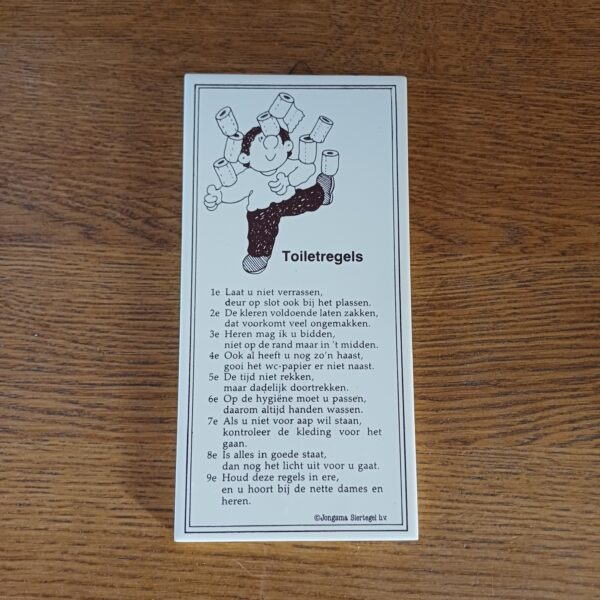 Toiletregels
1e Laat u niet verrassen,
deur op slot ook bij het plassen.
2e De kleren voldoende laten zakken,
dat voorkomt veel ongemakken.
3e Heren mag ik u bidden,
niet op de rand maar in 't midden.
4e Ook al heeft u nog zo'n haast,
gooi het wc-papier er niet naast.
5e De tijd niet rekken,
maar dadelijk doortrekken.
6e Op de hygiëne moet u passen,
daarom altijd handen wassen.
7e Als u niet voor aap wil staan,
kontroleer de kleding voor het
gaan.
8e Is alles in goede staat,
dan nog het licht uit voor u gaat.
9e Houd deze regels in ere,
en u hoort bij de nette dames en
heren.
©Jongsma Siertegel b.v.